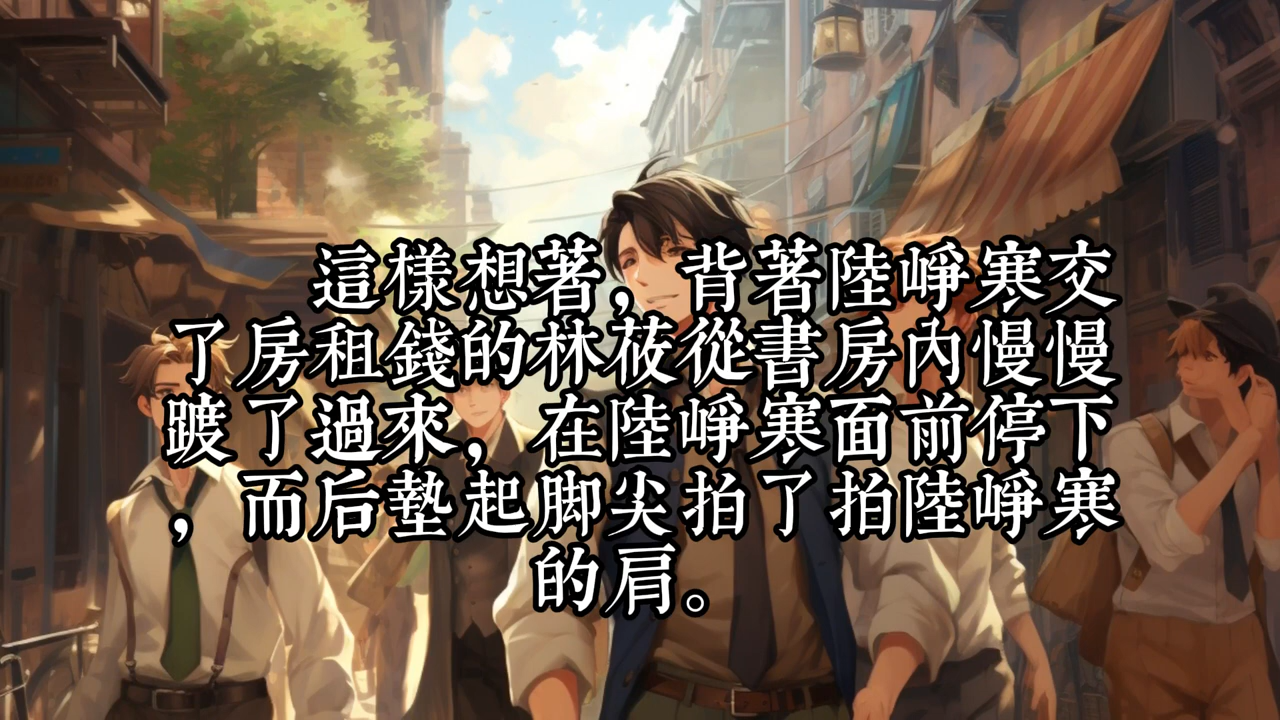 這樣想著，背著陸崢寒交
了房租錢的林莜從書房內慢慢
踱了過來，在陸崢寒面前停下
，而后墊起脚尖拍了拍陸崢寒
的肩。